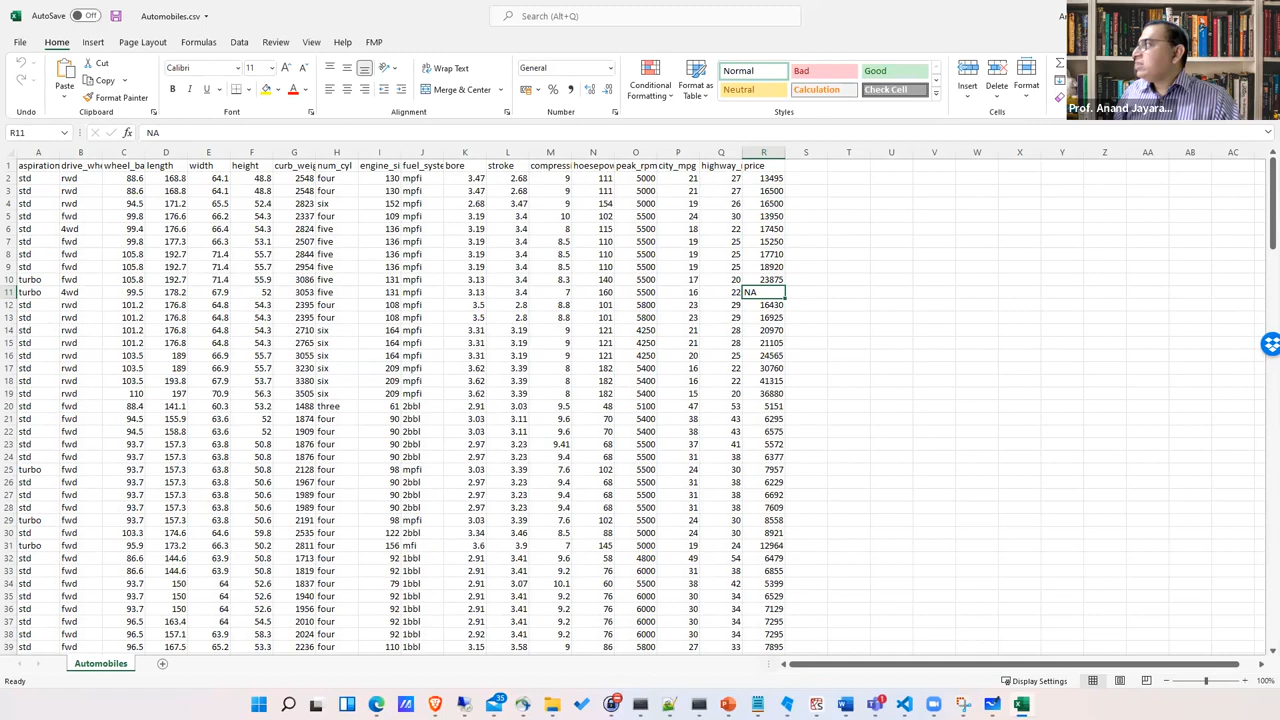 AutoSave Off Automobiles.csv Search (Alt+Q)
File Home Insert Page Layout Formulas Data Review View Help FMP
Cut
Copy
Format Painter
Paste
Calibri 11
B I U
Wrap Text
Merge & Center
General
Conditional Formatting
Format as Table
Normal Bad Good
Neutral Calculation Check Cell
Insert Delete Format
Prof. Anand Jayara...
Undo Clipboard Font Alignment Number Styles Cells
R11 NA
A B C D E F G H I J K L M N O P Q R S T U V W X Y Z AA AB AC
1 aspiration drive_whe wheel_ba length width height curb_weig num_cyl engine_si fuel_syste bore stroke compressi hoesepow peak_rpm city_mpg highway_ price
2 std rwd 88.6 168.8 64.1 48.8 2548 four 130 mpfi 3.47 2.68 9 111 5000 21 27 13495
3 std rwd 88.6 168.8 64.1 48.8 2548 four 130 mpfi 3.47 2.68 9 111 5000 21 27 16500
4 std rwd 94.5 171.2 65.5 52.4 2823 six 152 mpfi 2.68 3.47 9 154 5000 19 26 16500
5 std fwd 99.8 176.6 66.2 54.3 2337 four 109 mpfi 3.19 3.4 10 102 5500 24 30 13950
6 std 4wd 99.4 176.6 66.4 54.3 2824 five 136 mpfi 3.19 3.4 8 115 5500 18 22 17450
7 std fwd 99.8 177.3 66.3 53.1 2507 five 136 mpfi 3.19 3.4 8.5 110 5500 19 25 15250
8 std fwd 105.8 192.7 71.4 55.7 2844 five 136 mpfi 3.19 3.4 8.5 110 5500 19 25 17710
9 std fwd 105.8 192.7 71.4 55.7 2954 five 136 mpfi 3.19 3.4 8.5 110 5500 19 25 18920
10 turbo fwd 105.8 192.7 71.4 55.9 3086 five 131 mpfi 3.13 3.4 8.3 140 5500 17 20 23875
11 turbo 4wd 99.5 178.2 67.9 52 3053 five 131 mpfi 3.13 3.4 7 160 5500 16 22 NA
12 std rwd 101.2 176.8 64.8 54.3 2395 four 108 mpfi 3.5 2.8 8.8 101 5800 23 29 16430
13 std rwd 101.2 176.8 64.8 54.3 2395 four 108 mpfi 3.5 2.8 8.8 101 5800 23 29 16925
14 std rwd 101.2 176.8 64.8 54.3 2710 six 164 mpfi 3.31 3.19 9 121 4250 21 28 20970
15 std rwd 101.2 176.8 64.8 54.3 2765 six 164 mpfi 3.31 3.19 9 121 4250 21 28 21105
16 std rwd 103.5 189 66.9 55.7 3055 six 164 mpfi 3.31 3.19 9 121 4250 20 25 24565
17 std rwd 103.5 189 66.9 55.7 3230 six 209 mpfi 3.62 3.39 8 182 5400 16 22 30760
18 std rwd 103.5 193.8 67.9 53.7 3380 six 209 mpfi 3.62 3.39 8 182 5400 16 22 41315
19 std rwd 110 197 70.9 56.3 3505 six 209 mpfi 3.62 3.39 8 182 5400 15 20 36880
20 std fwd 88.4 141.1 60.3 53.2 1488 three 61 2bbl 2.91 3.03 9.5 48 5100 47 53 5151
21 std fwd 94.5 155.9 63.6 52 1874 four 90 2bbl 3.03 3.11 9.6 70 5400 38 43 6295
22 std fwd 94.5 158.8 63.6 52 1909 four 90 2bbl 3.03 3.11 9.6 70 5400 38 43 6575
23 std fwd 93.7 157.3 63.8 50.8 1876 four 90 2bbl 2.97 3.23 9.41 68 5500 37 41 5572
24 std fwd 93.7 157.3 63.8 50.8 1876 four 90 2bbl 2.97 3.23 9.4 68 5500 31 38 6377
25 turbo fwd 93.7 157.3 63.8 50.8 2128 four 98 mpfi 3.03 3.39 7.6 102 5500 24 30 7957
26 std fwd 93.7 157.3 63.8 50.6 1967 four 90 2bbl 2.97 3.23 9.4 68 5500 31 38 6229
27 std fwd 93.7 157.3 63.8 50.6 1989 four 90 2bbl 2.97 3.23 9.4 68 5500 31 38 6692
28 std fwd 93.7 157.3 63.8 50.6 1989 four 90 2bbl 2.97 3.23 9.4 68 5500 31 38 7609
29 turbo fwd 93.7 157.3 63.8 50.6 2191 four 98 mpfi 3.03 3.39 7.6 102 5500 24 30 8558
30 std fwd 103.3 174.6 64.6 59.8 2535 four 122 2bbl 3.34 3.46 8.5 88 5000 24 30 8921
31 turbo fwd 95.9 173.2 66.3 50.2 2811 four 156 mfi 3.6 3.9 7 145 5000 19 24 12964
32 std fwd 86.6 144.6 63.9 50.8 1713 four 92 1bbl 2.91 3.41 9.6 58 4800 49 54 6479
33 std fwd 86.6 144.6 63.9 50.8 1819 four 92 1bbl 2.91 3.41 9.2 76 6000 31 38 6855
34 std fwd 93.7 150 64 52.6 1837 four 79 1bbl 2.91 3.07 10.1 60 5500 38 42 5399
35 std fwd 93.7 150 64 52.6 1940 four 92 1bbl 2.91 3.41 9.2 76 6000 30 34 6529
36 std fwd 93.7 150 64 52.6 1956 four 92 1bbl 2.91 3.41 9.2 76 6000 30 34 7129
37 std fwd 96.5 163.4 64 54.5 2010 four 92 1bbl 2.91 3.41 9.2 76 6000 30 34 7295
38 std fwd 96.5 157.1 63.9 58.3 2024 four 92 1bbl 2.92 3.41 9.2 76 6000 30 34 7295
39 std fwd 96.5 167.5 65.2 53.3 2236 four 110 1bbl 3.15 3.58 9 86 5800 27 33 7895
Automobiles
Ready Display Settings 100%
35 1